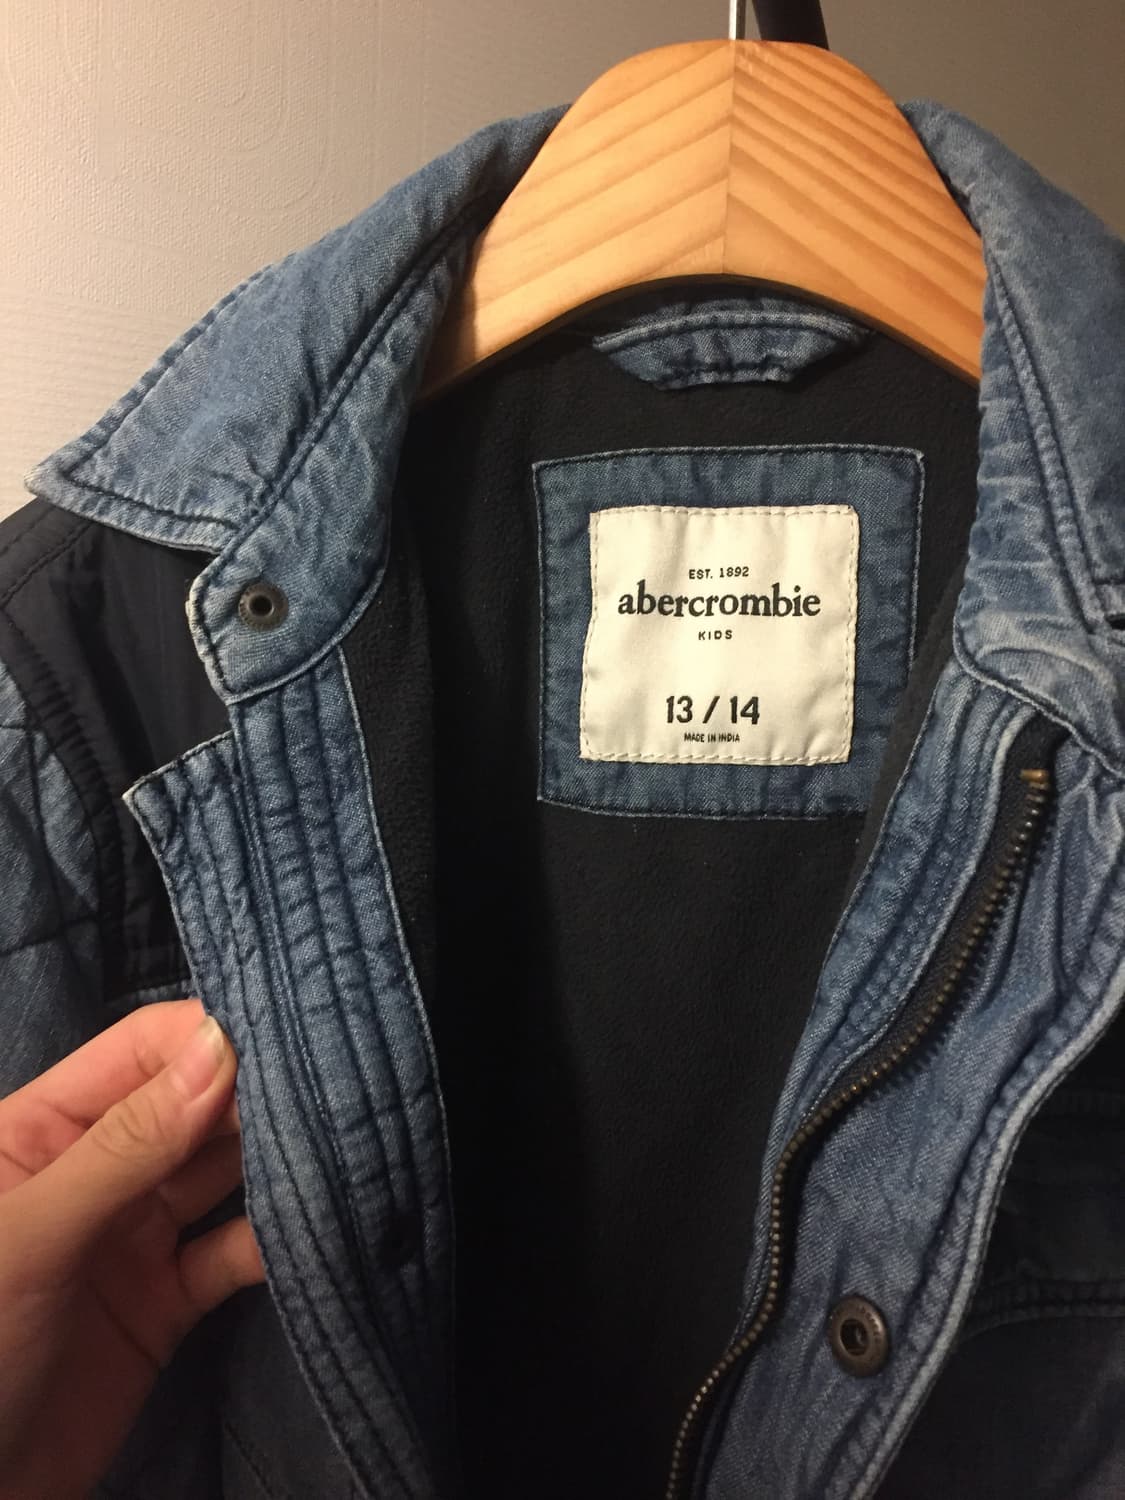 EST. 1892
abercrombie
KIDS
13 / 14
MADE IN INDIA